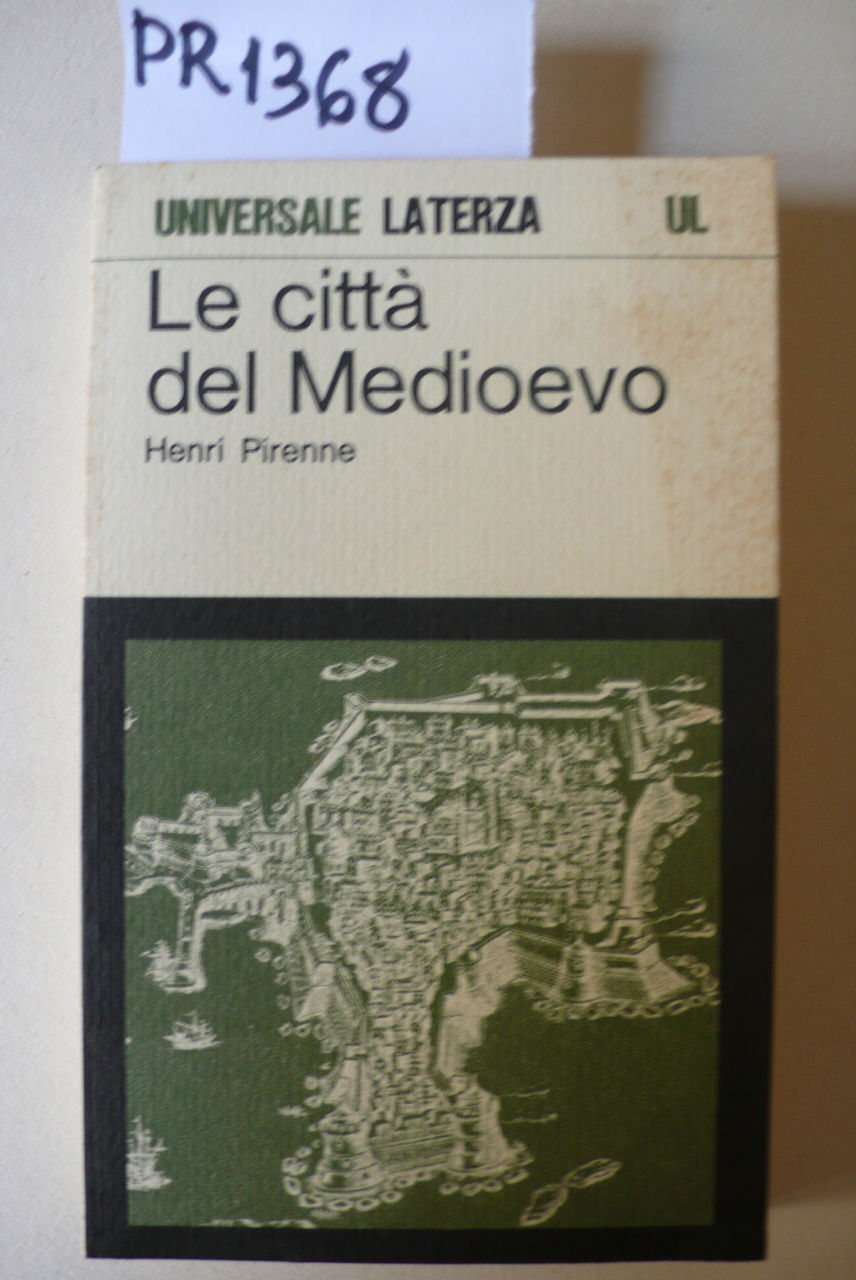 PR1368
UNIVERSALE LATERZA UL
Le città
del Medioevo
Henri Pirenne